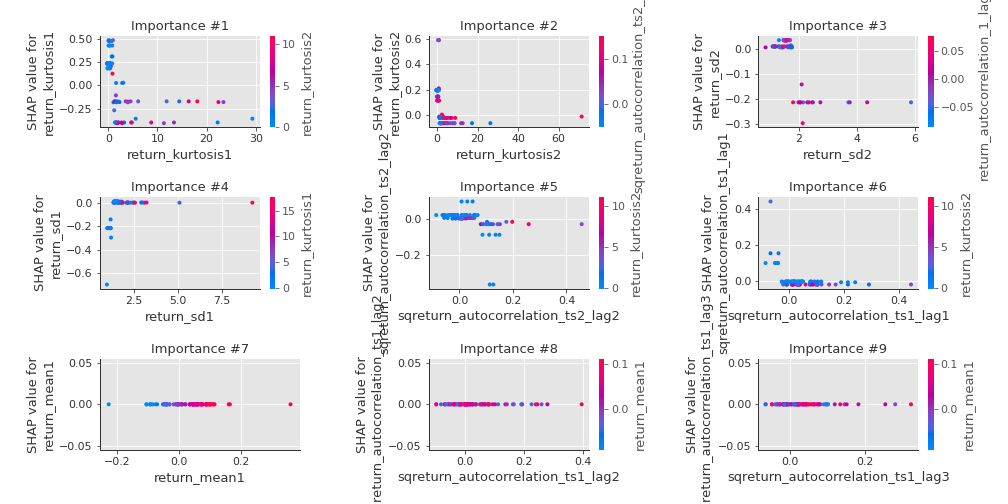 Importance #1
SHAP value for
return_kurtosis1
0.50
0.25
0.00
−0.25
0
10
20
30
return_kurtosis1
10
5
0
return_kurtosis2
Importance #2
SHAP value for
return_kurtosis2
0.6
0.4
0.2
0.0
0
20
40
60
return_kurtosis2
0.1
0.0
sqreturn_autocorrelation_ts2_lag2
Importance #3
SHAP value for
return_sd2
0.0
−0.1
−0.2
−0.3
2
4
6
return_sd2
0.05
0.00
−0.05
return_autocorrelation_1_lag
Importance #4
SHAP value for
return_sd1
0.0
−0.2
−0.4
−0.6
2.5
5.0
7.5
return_sd1
15
10
5
0
return_kurtosis1
Importance #5
SHAP value for
sqreturn_autocorrelation_ts2_lag2
0.0
−0.2
0.0
0.2
0.4
sqreturn_autocorrelation_ts2_lag2
10
5
0
return_kurtosis2
Importance #6
SHAP value for
sqreturn_autocorrelation_ts1_lag1
0.4
0.2
0.0
0.0
0.2
0.4
sqreturn_autocorrelation_ts1_lag1
10
5
0
return_kurtosis2
Importance #7
SHAP value for
return_mean1
0.05
0.00
−0.05
−0.2
0.0
0.2
return_mean1
Importance #8
SHAP value for
sqreturn_autocorrelation_ts1_lag2
0.05
0.00
−0.05
0.0
0.2
0.4
sqreturn_autocorrelation_ts1_lag2
0.1
0.0
return_mean1
Importance #9
SHAP value for
sqreturn_autocorrelation_ts1_lag3
0.05
0.00
−0.05
0.0
0.2
sqreturn_autocorrelation_ts1_lag3
0.1
0.0
return_mean1